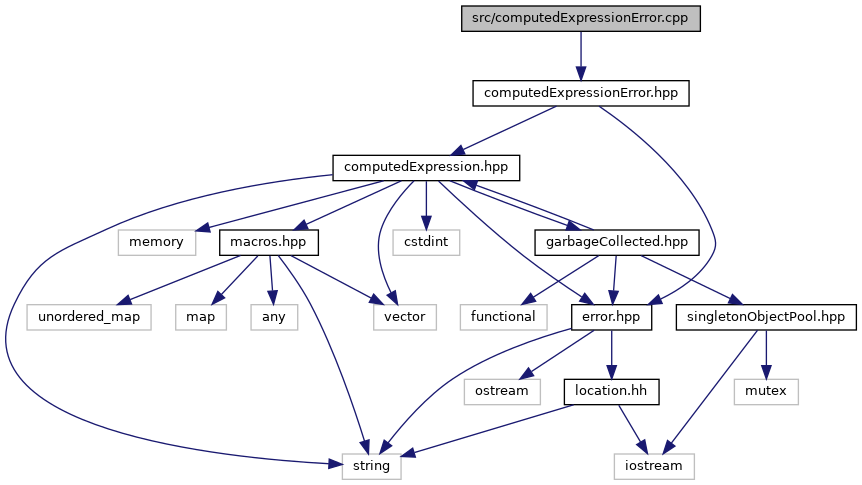 src/computedExpressionError.cpp
computedExpressionError.hpp
computedExpression.hpp
memory
macros.hpp
cstdint
garbageCollected.hpp
unordered_map
map
any
vector
functional
error.hpp
singletonObjectPool.hpp
ostream
location.hh
mutex
string
iostream